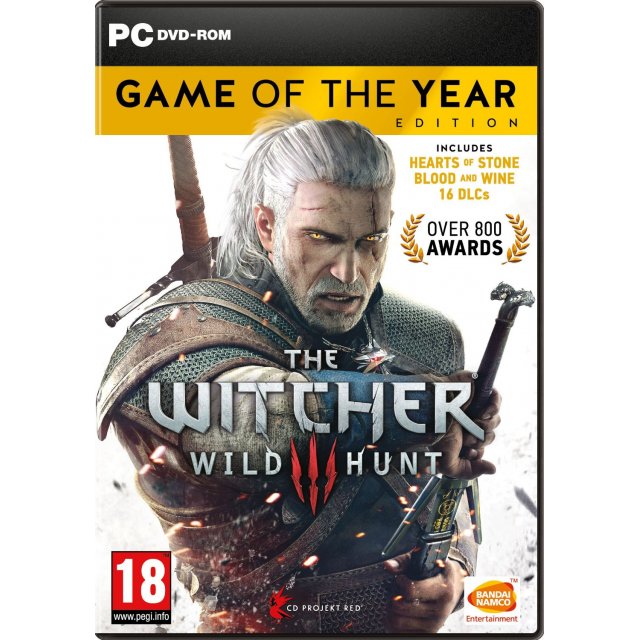 PC DVD-ROM
GAME OF THE YEAR
EDITION
INCLUDES
HEARTS OF STONE
BLOOD AND WINE
16 DLCs
OVER 800
AWARDS
THE
WITCHER
WILD HUNT
18
www.pegi.info
CD PROJEKT RED
BANDAI
NAMCO
Entertainment